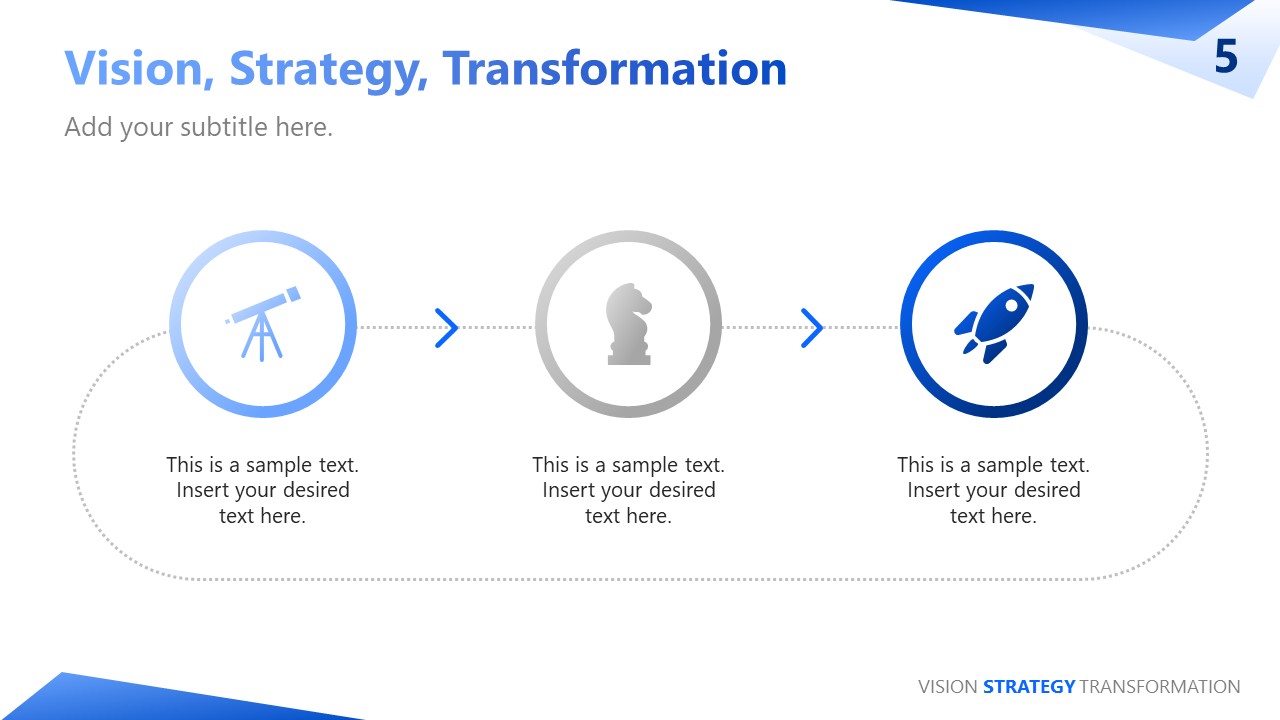 Vision, Strategy, Transformation
5
Add your subtitle here.
This is a sample text.
Insert your desired
text here.
This is a sample text.
Insert your desired
text here.
This is a sample text.
Insert your desired
text here.
VISION STRATEGY TRANSFORMATION